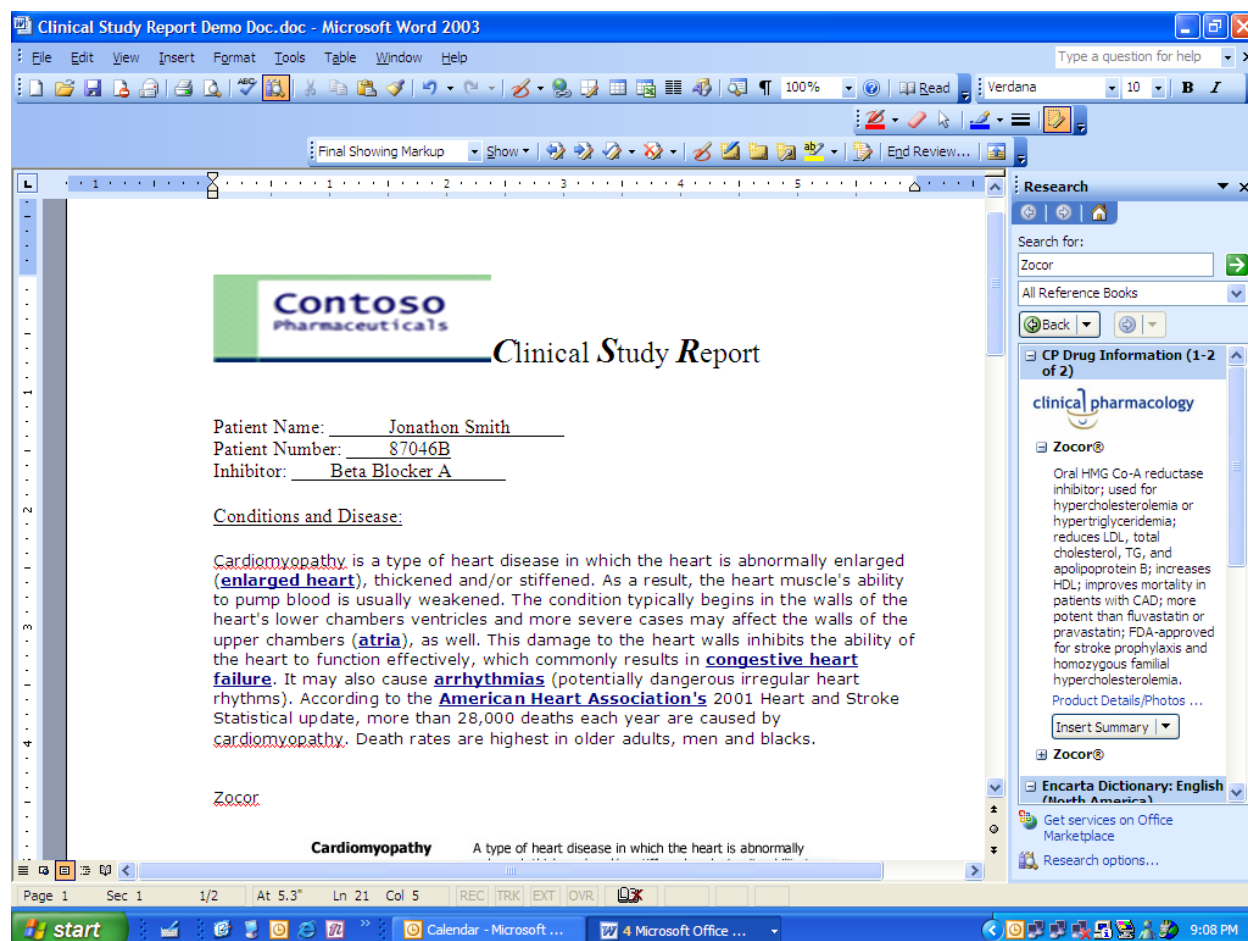 Clinical Study Report Demo Doc.doc - Microsoft Word 2003
File Edit View Insert Format Tools Table Window Help
Type a question for help
100%
Read
Verdana
10
B I
Final Showing Markup
Show
End Review...
1 1 2 3 4 5
Research
Search for:
Zocor
All Reference Books
Back
CP Drug Information (1-2
of 2)
clinical pharmacology
Zocor®
Oral HMG Co-A reductase
inhibitor; used for
hypercholesterolemia or
hypertriglyceridemia;
reduces LDL, total
cholesterol, TG, and
apolipoprotein B; increases
HDL; improves mortality in
patients with CAD; more
potent than fluvastatin or
pravastatin; FDA-approved
for stroke prophylaxis and
homozygous familial
hypercholesterolemia.
Product Details/Photos ...
Insert Summary
Zocor®
Encarta Dictionary: English
(North America)
Get services on Office
Marketplace
Research options...
Contoso
Pharmaceuticals
Clinical Study Report
Patient Name: Jonathon Smith
Patient Number: 87046B
Inhibitor: Beta Blocker A
Conditions and Disease:
Cardiomyopathy is a type of heart disease in which the heart is abnormally enlarged
(enlarged heart), thickened and/or stiffened. As a result, the heart muscle's ability
to pump blood is usually weakened. The condition typically begins in the walls of the
heart's lower chambers ventricles and more severe cases may affect the walls of the
upper chambers (atria), as well. This damage to the heart walls inhibits the ability of
the heart to function effectively, which commonly results in congestive heart
failure. It may also cause arrhythmias (potentially dangerous irregular heart
rhythms). According to the American Heart Association's 2001 Heart and Stroke
Statistical update, more than 28,000 deaths each year are caused by
cardiomyopathy. Death rates are highest in older adults, men and blacks.
Zocor
Cardiomyopathy A type of heart disease in which the heart is abnormally
Page 1 Sec 1 1/2 At 5.3" Ln 21 Col 5 REC TRK EXT OVR
start
Calendar - Microsoft ...
4 Microsoft Office ...
9:08 PM